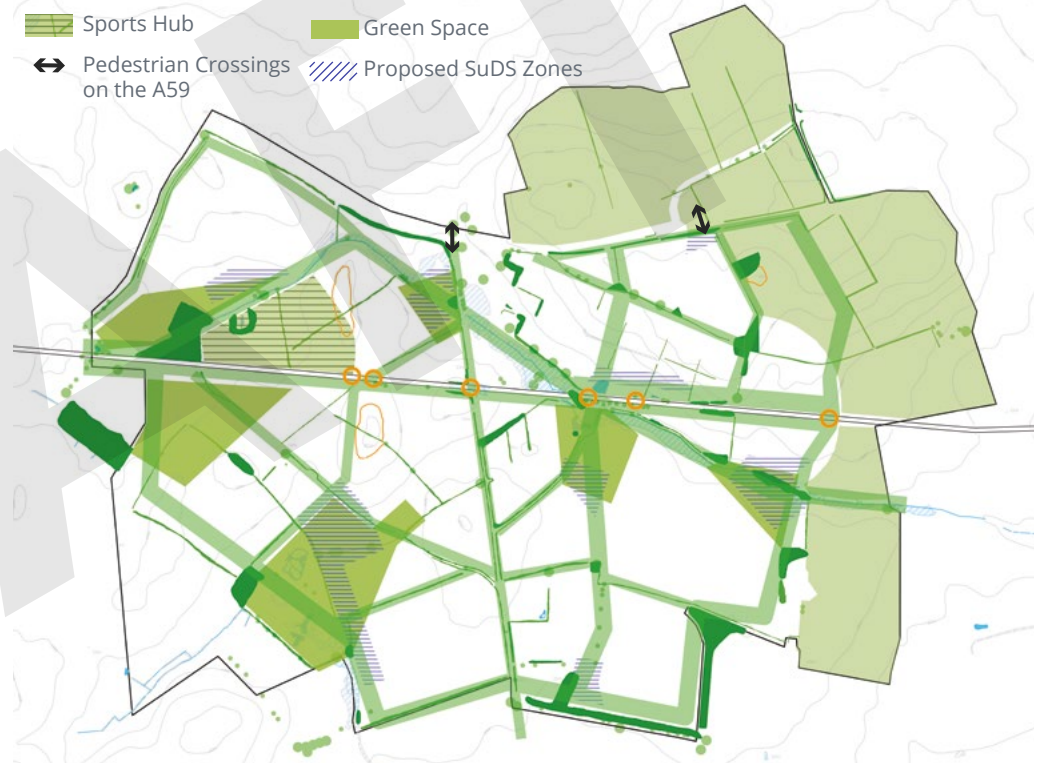 Sports Hub
Green Space
Pedestrian Crossings
on the A59
Proposed SuDS Zones